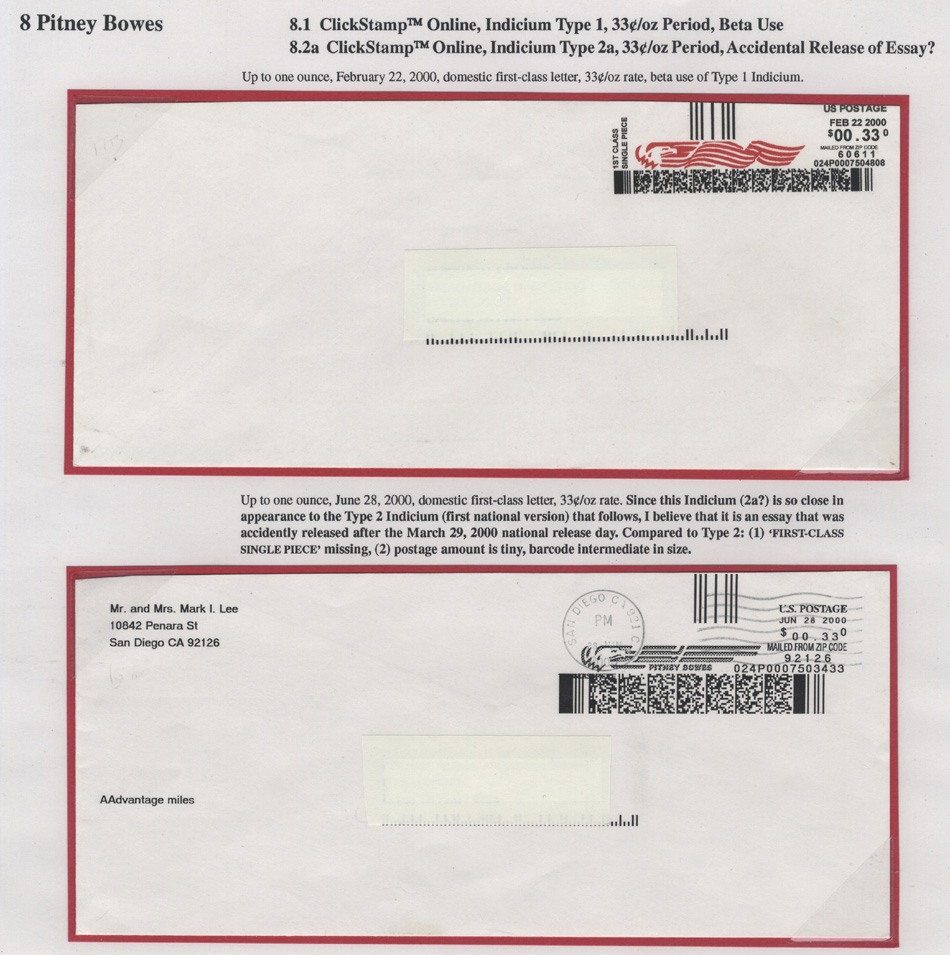 8 Pitney Bowes
8.1 ClickStamp™ Online, Indicium Type 1, 33¢/oz Period, Beta Use
8.2a ClickStamp™ Online, Indicium Type 2a, 33¢/oz Period, Accidental Release of Essay?
Up to one ounce, February 22, 2000, domestic first-class letter, 33¢/oz rate, beta use of Type 1 Indicium.
1ST CLASS
SINGLE PIECE
US POSTAGE
FEB 22 2000
$00.33⁰
MAILED FROM ZIP CODE
60611
024P0007504808
Up to one ounce, June 28, 2000, domestic first-class letter, 33¢/oz rate. Since this Indicium (2a?) is so close in
appearance to the Type 2 Indicium (first national version) that follows, I believe that it is an essay that was
accidently released after the March 29, 2000 national release day. Compared to Type 2: (1) ‘FIRST-CLASS
SINGLE PIECE’ missing, (2) postage amount is tiny, barcode intermediate in size.
Mr. and Mrs. Mark I. Lee
10842 Penara St
San Diego CA 92126
SAN DIEGO CA 921
PM
U.S. POSTAGE
JUN 28 2000
$00.33⁰
MAILED FROM ZIP CODE
92126
PITNEY BOWES
024P0007503433
AAdvantage miles